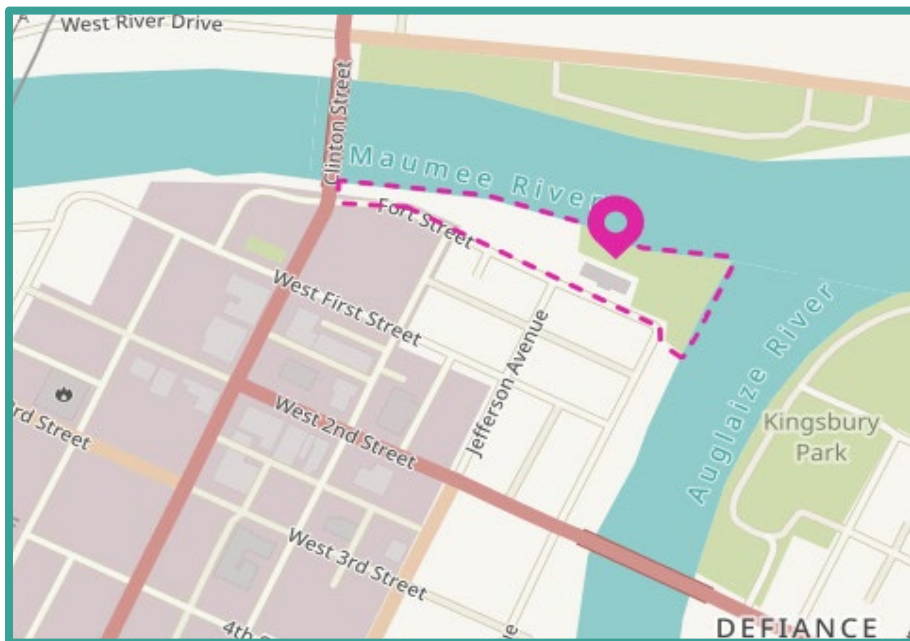 West River Drive
Clinton Street
Maumee River
Fort Street
West First Street
Jefferson Avenue
Auglaize River
Kingsbury
Park
West 2nd Street
rd Street
West 3rd Street
4th
DEFIANCE